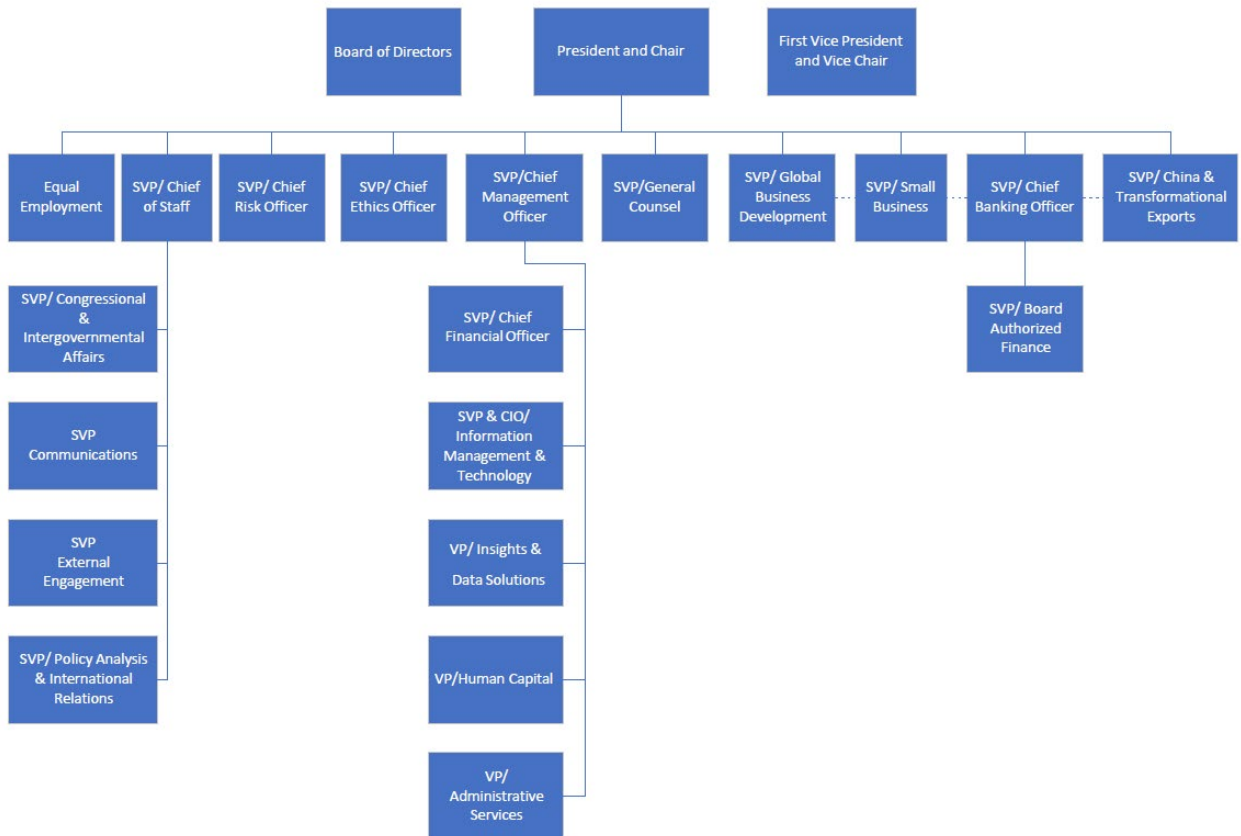 Board of Directors
President and Chair
First Vice President
and Vice Chair
Equal
Employment
SVP/ Chief
of Staff
SVP/ Chief
Risk Officer
SVP/ Chief
Ethics Officer
SVP/Chief
Management
Officer
SVP/General
Counsel
SVP/ Global
Business
Development
SVP/ Small
Business
SVP/ Chief
Banking Officer
SVP/ China &
Transformational
Exports
SVP/ Congressional
&
Intergovernmental
Affairs
SVP/ Chief
Financial Officer
SVP/ Board
Authorized
Finance
SVP
Communications
SVP & CIO/
Information
Management &
Technology
SVP
External
Engagement
VP/ Insights &
Data Solutions
SVP/ Policy Analysis
& International
Relations
VP/Human Capital
VP/
Administrative
Services